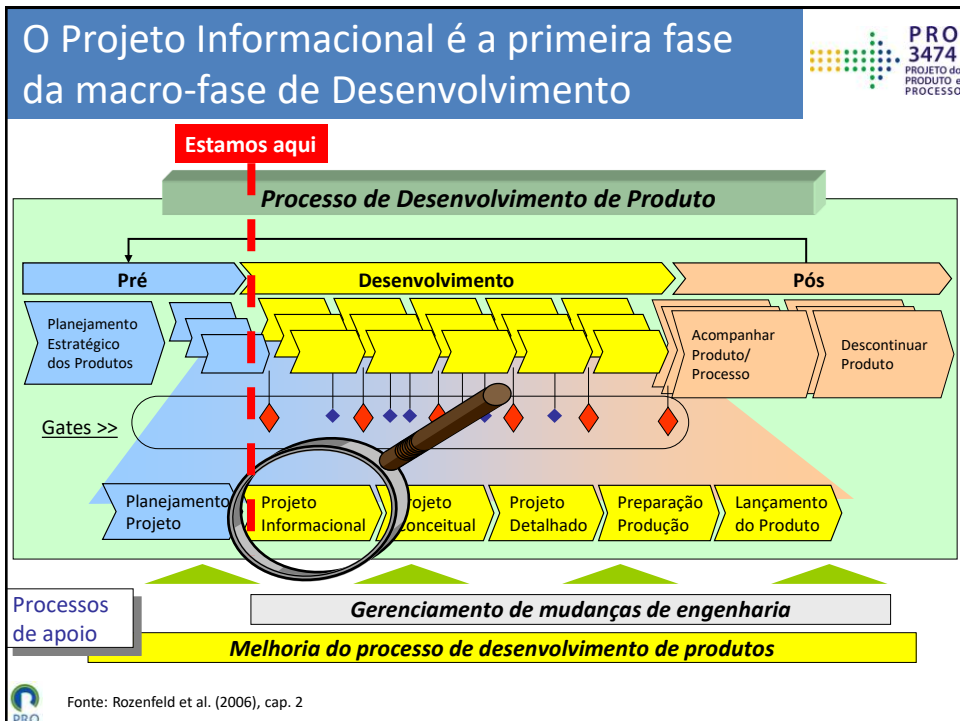 O Projeto Informacional é a primeira fase
da macro-fase de Desenvolvimento
PRO
3474
PROJETO do
PRODUTO e
PROCESSO
Estamos aqui
Processo de Desenvolvimento de Produto
Pré
Desenvolvimento
Pós
Planejamento
Estratégico
dos Produtos
Acompanhar
Produto/
Processo
Descontinuar
Produto
Gates >>
Planejamento
Projeto
Projeto
Informacional
Projeto
Conceitual
Projeto
Detalhado
Preparação
Produção
Lançamento
do Produto
Processos
de apoio
Gerenciamento de mudanças de engenharia
Melhoria do processo de desenvolvimento de produtos
PRO
Fonte: Rozenfeld et al. (2006), cap. 2